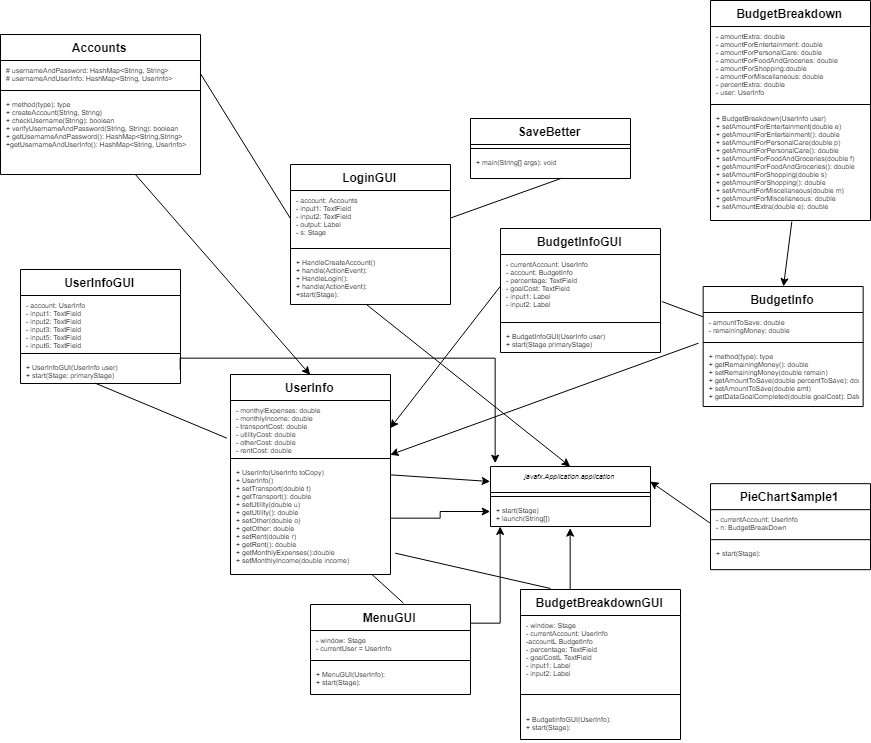 BudgetBreakdown
- amountExtra: double
- amountForEntertainment: double
- amountForPersonalCare: double
- amountForFoodAndGroceries: double
- amountForShopping:double
- amountForMiscellaneous: double
- percentExtra: double
- user: UserInfo
+ BudgetBreakdown(UserInfo user)
+ setAmountForEntertainment(double e)
+ getAmountForEntertainment(): double
+ setAmountForPersonalCare(double p)
+ getAmountForPersonalCare(): double
+ setAmountForFoodAndGroceries(double f)
+ getAmountForFoodAndGroceries(): double
+ setAmountForShopping(double s)
+ getAmountForShopping(): double
+ setAmountForMiscellaneous(double m)
+ getAmountForMiscellaneous: double
+ setAmountExtra(double e): double
Accounts
# usernameAndPassword: HashMap<String, String>
# usernameAndUserInfo: HashMap<String, UserInfo>
+ method(type): type
+ createAccount(String, String)
+ checkUsername(String): boolean
+ verifyUsernameAndPassword(String, String): boolean
+ getUsernameAndPassword(): HashMap<String,String>
+getUsernameAndUserInfo(): HashMap<String, UserInfo>
SaveBetter
+ main(String[] args): void
LoginGUI
- account: Accounts
- input1: TextField
- input2: TextField
- output: Label
- s: Stage
+ HandleCreateAccount()
+ handle(ActionEvent):
+ HandleLogin():
+ handle(ActionEvent):
+start(Stage):
BudgetInfoGUI
- currentAccount: UserInfo
- account: BudgetInfo
- percentage: TextField
- goalCost: TextField
- input1: Label
- input2: Label
+ BudgetInfoGUI(UserInfo user)
+ start(Stage primaryStage)
UserInfoGUI
- account: UserInfo
- input1: TextField
- input2: TextField
- input3: TextField
- input5: TextField
- input6: TextField
+ UserInfoGUI(UserInfo user)
+ start(Stage: primaryStage)
BudgetInfo
- amountToSave: double
- remainingMoney: double
+ method(type): type
+ getRemainingMoney(): double
+ setRemainingMoney(double remain)
+ getAmountToSave(double percentToSave): do
+ setAmountToSave(double amt)
+ getDataGoalCompleted(double goalCost): Dat
UserInfo
- monthylExpenses: double
- monthlyIncome: double
- transportCost: double
- utilityCost: double
- otherCost: double
- rentCost: double
+ UserInfo(UserInfo toCopy)
+ UserInfo()
+ setTransport(double t)
+ getTransport(): double
+ setUtility(double u)
+ getUtility(): double
+ setOther(double o)
+ getOther: double
+ setRent(double r)
+ getRent(): double
+ getMonthlyExpenses():double
+ setMonthlyIncome(double income)
javafx.Application.application
+ start(Stage)
+ launch(String[])
PieChartSample1
- currentAccount: UserInfo
- n: BudgetBreakDown
+ start(Stage):
MenuGUI
- window: Stage
- currentUser = UserInfo
+ MenuGUI(UserInfo):
+ start(Stage):
BudgetBreakdownGUI
- window: Stage
- currentAccount: UserInfo
-accountL BudgetInfo
- percentage: TextField
- goalCostL TextField
- input1: Label
- input2: Label
+ BudgetInfoGUI(UserInfo):
+ start(Stage):